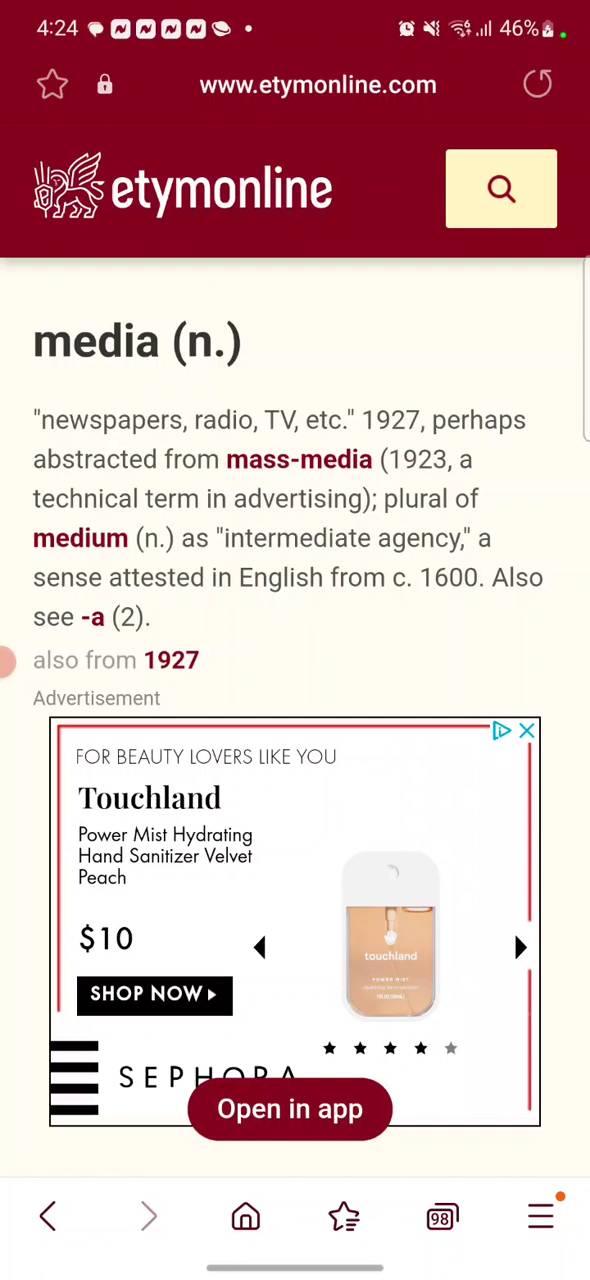 4:24
46%
www.etymonline.com
etymonline
media (n.)
"newspapers, radio, TV, etc." 1927, perhaps
abstracted from mass-media (1923, a
technical term in advertising); plural of
medium (n.) as "intermediate agency," a
sense attested in English from c. 1600. Also
see -a (2).
also from 1927
Advertisement
FOR BEAUTY LOVERS LIKE YOU
Touchland
Power Mist Hydrating
Hand Sanitizer Velvet
Peach
$10
SHOP NOW
touchland
POWER MIST
SEPHORA
Open in app
98